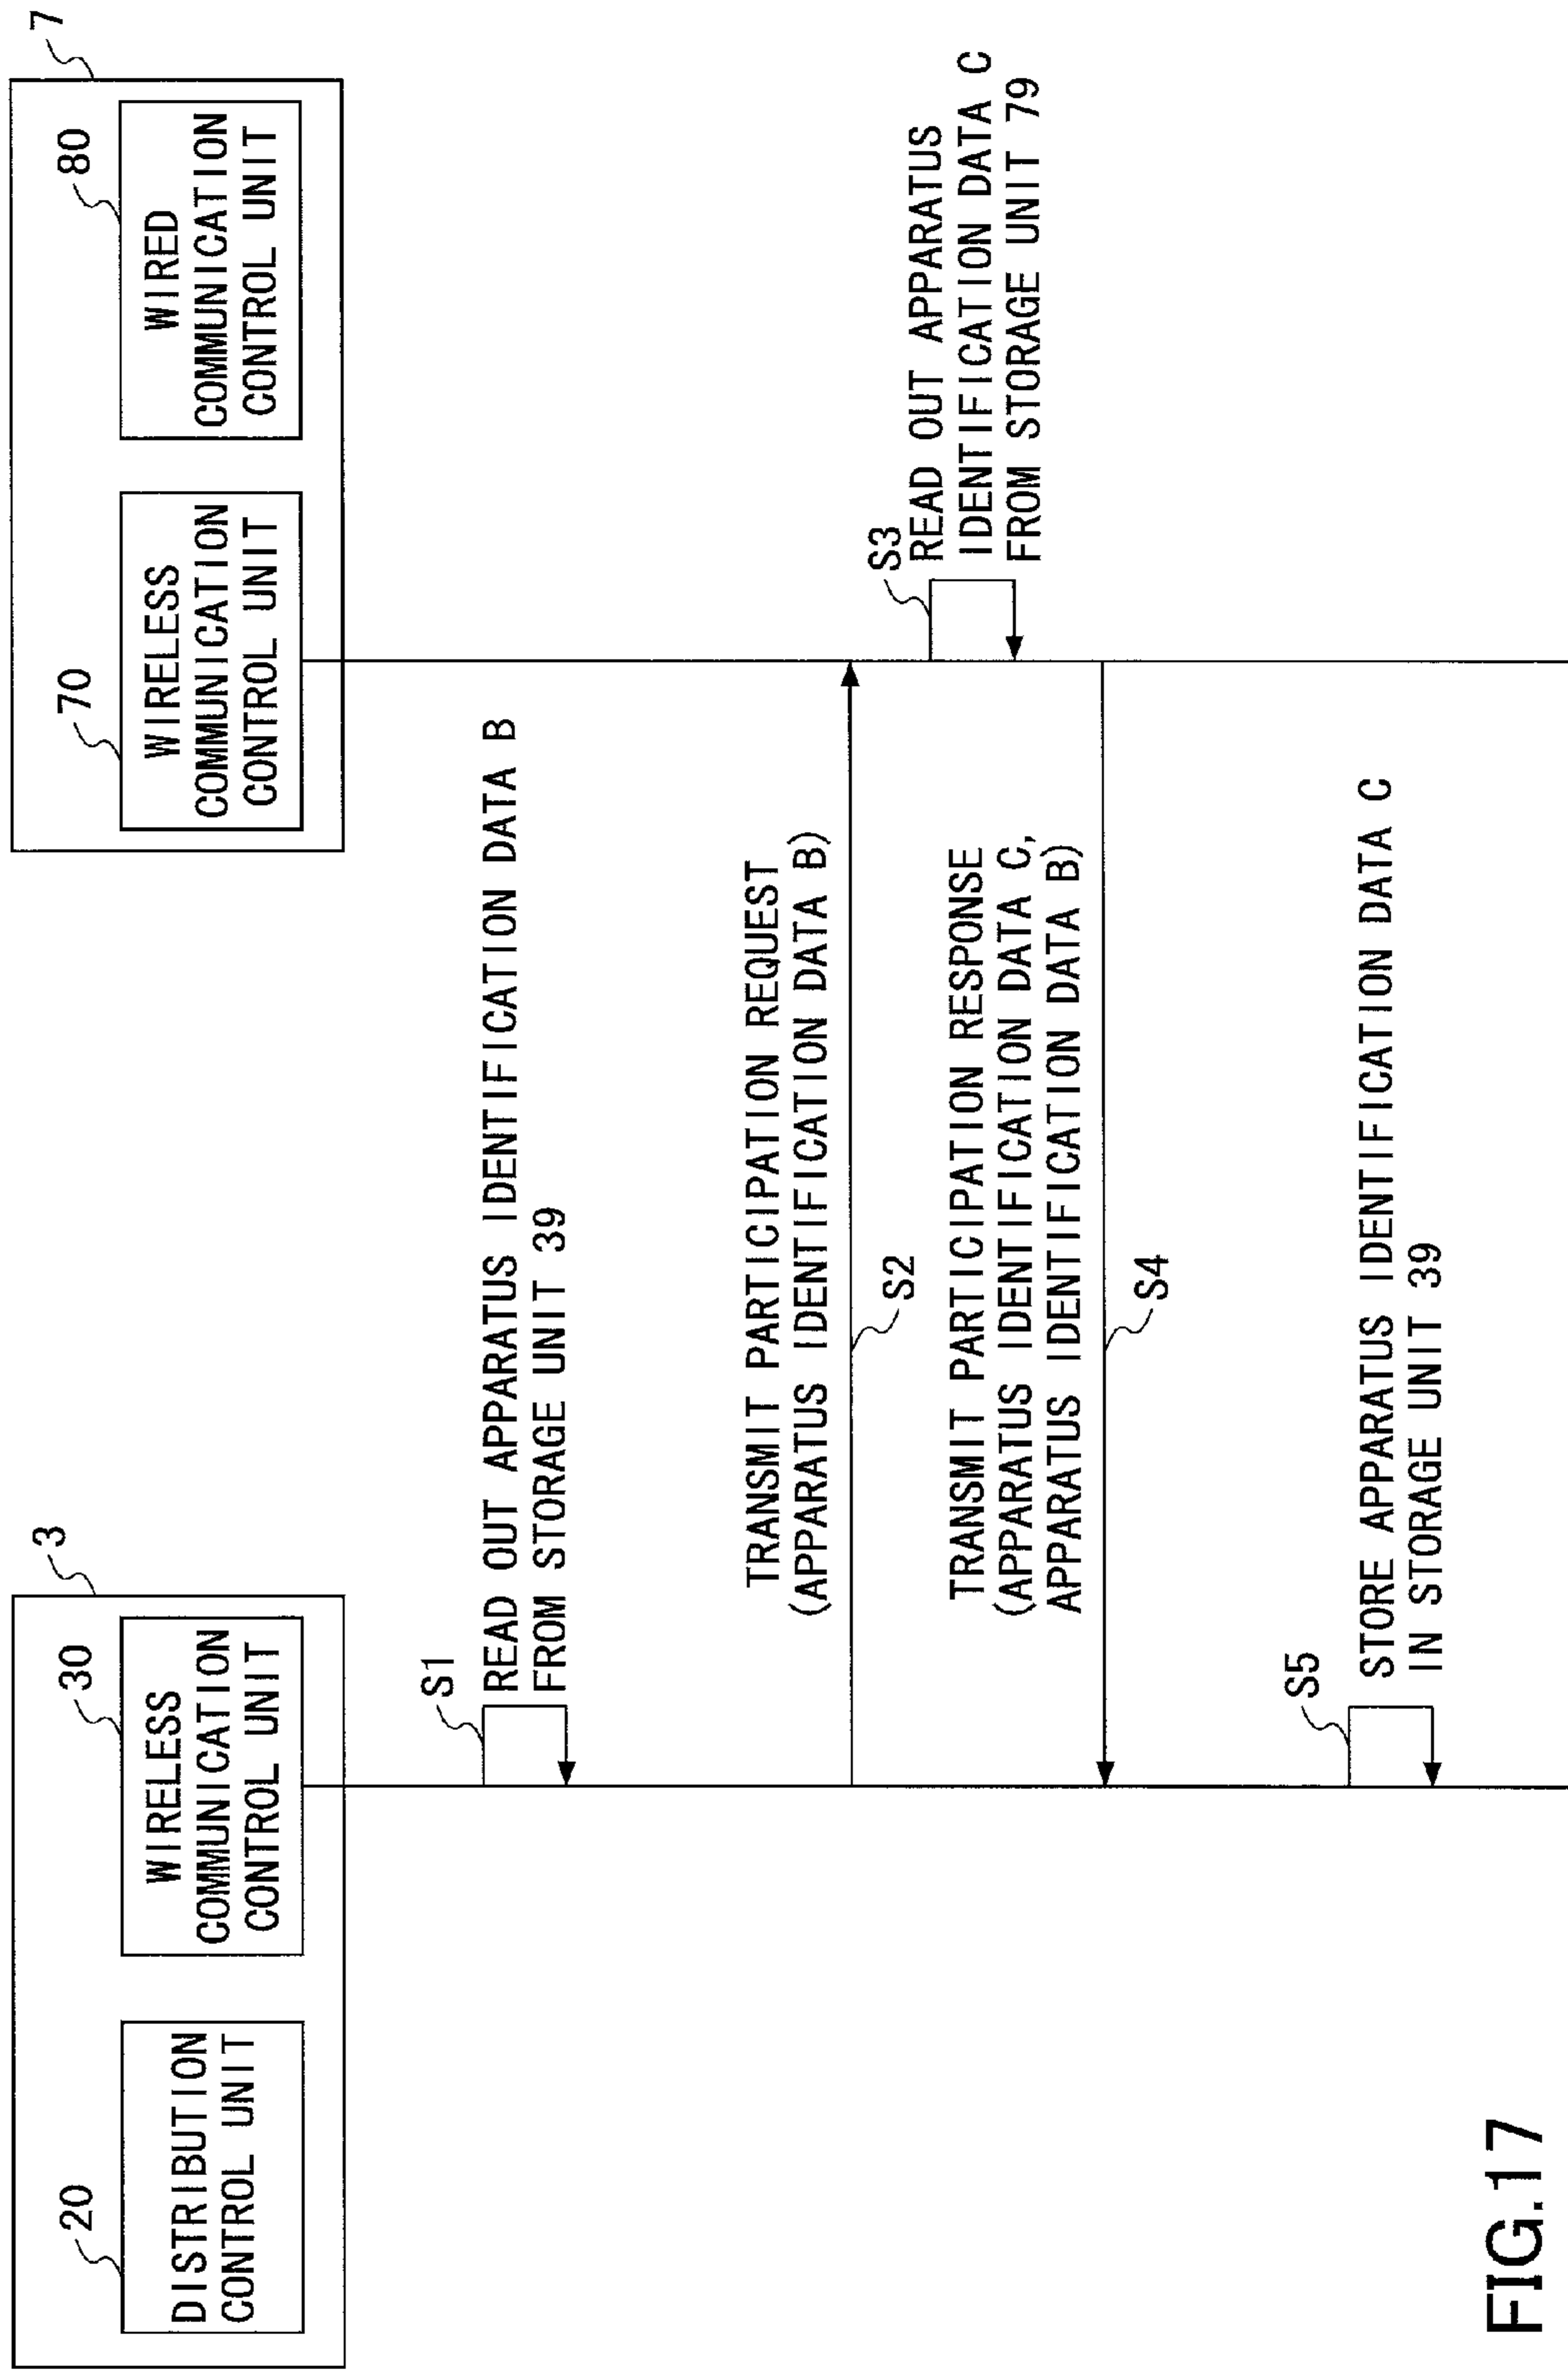 3
7
20
30
70
80
DISTRIBUTION
CONTROL UNIT
WIRELESS
COMMUNICATION
CONTROL UNIT
WIRELESS
COMMUNICATION
CONTROL UNIT
WIRED
COMMUNICATION
CONTROL UNIT
S1
READ OUT APPARATUS IDENTIFICATION DATA B
FROM STORAGE UNIT 39
TRANSMIT PARTICIPATION REQUEST
(APPARATUS IDENTIFICATION DATA B)
S2
S3
READ OUT APPARATUS
IDENTIFICATION DATA C
FROM STORAGE UNIT 79
TRANSMIT PARTICIPATION RESPONSE
(APPARATUS IDENTIFICATION DATA C,
APPARATUS IDENTIFICATION DATA B)
S4
S5
STORE APPARATUS IDENTIFICATION DATA C
IN STORAGE UNIT 39
FIG.17